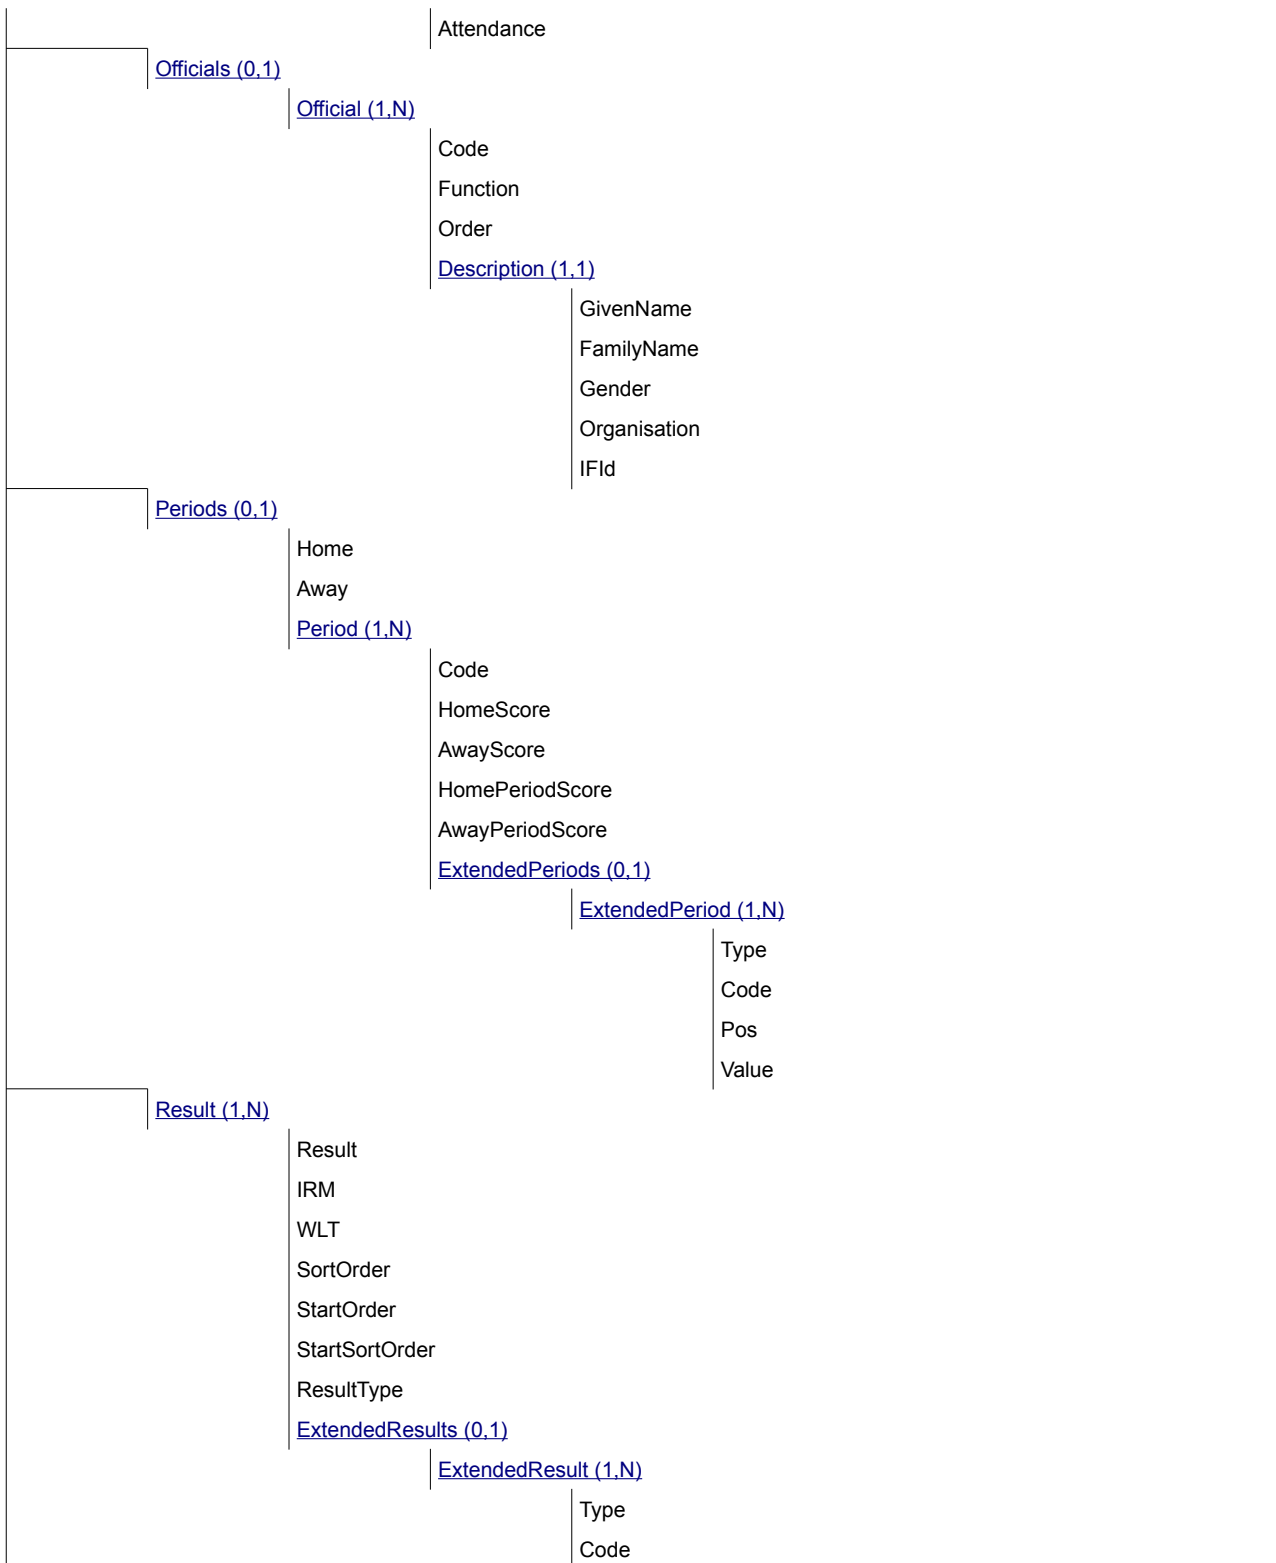 Attendance
Officials (0,1)
Official (1,N)
Code
Function
Order
Description (1,1)
GivenName
FamilyName
Gender
Organisation
IFId
Periods (0,1)
Home
Away
Period (1,N)
Code
HomeScore
AwayScore
HomePeriodScore
AwayPeriodScore
ExtendedPeriods (0,1)
ExtendedPeriod (1,N)
Type
Code
Pos
Value
Result (1,N)
Result
IRM
WLT
SortOrder
StartOrder
StartSortOrder
ResultType
ExtendedResults (0,1)
ExtendedResult (1,N)
Type
Code